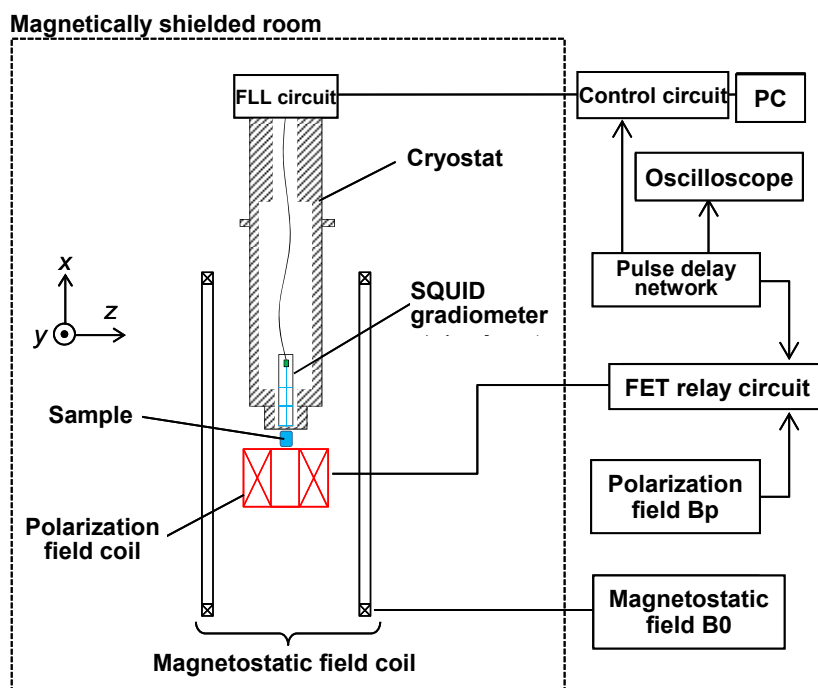 Magnetically shielded room
FLL circuit
Control circuit
PC
Cryostat
Oscilloscope
x
y
z
SQUID
gradiometer
Pulse delay
network
Sample
FET relay circuit
Polarization
field coil
Polarization
field Bp
Magnetostatic
field B0
Magnetostatic field coil